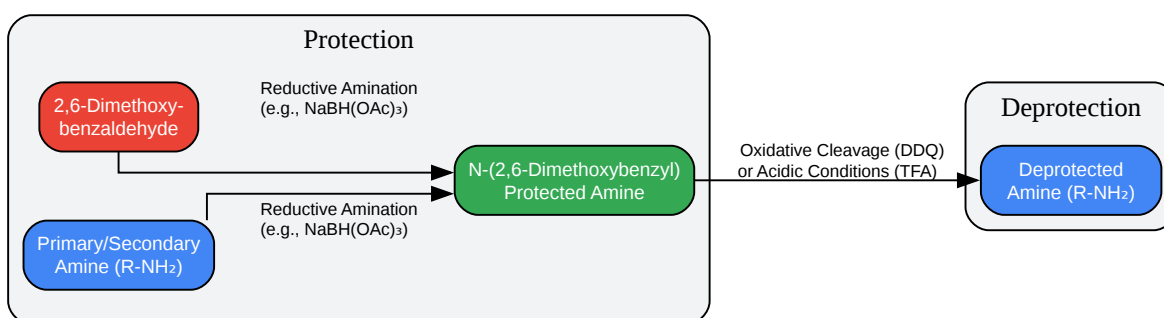 Protection
Reductive Amination
(e.g., NaBH(OAc)₃)
2,6-Dimethoxy-
benzaldehyde
N-(2,6-Dimethoxybenzyl)
Protected Amine
Reductive Amination
(e.g., NaBH(OAc)₃)
Primary/Secondary
Amine (R-NH₂)
Oxidative Cleavage (DDQ)
or Acidic Conditions (TFA)
Deprotection
Deprotected
Amine (R-NH₂)